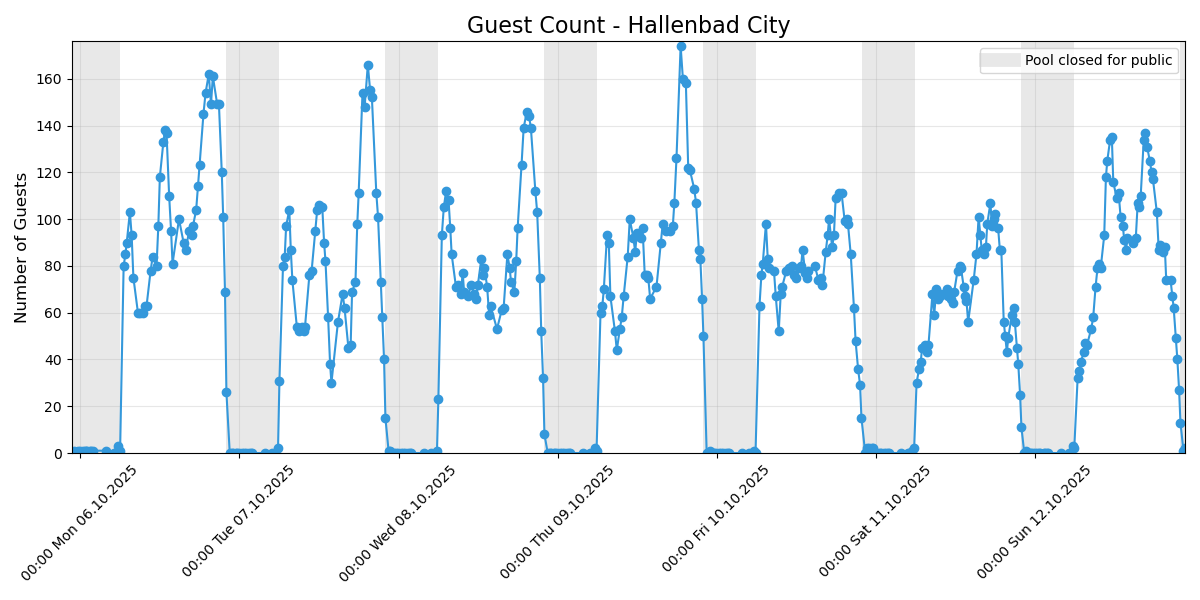 Guest Count - Hallenbad City
Pool closed for public
Number of Guests
160
140
120
100
80
60
40
20
0
00:00 Mon 06.10.2025
00:00 Tue 07.10.2025
00:00 Wed 08.10.2025
00:00 Thu 09.10.2025
00:00 Fri 10.10.2025
00:00 Sat 11.10.2025
00:00 Sun 12.10.2025